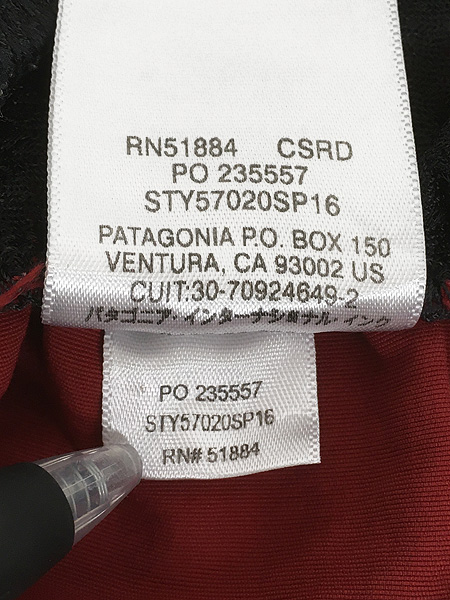 RN51884 CSRD
PO 235557
STY57020SP16
PATAGONIA P.O. BOX 150
VENTURA, CA 93002 US
CUIT:30-70924649-2
パタゴニア・インターナショナル・インク
PO 235557
STY57020SP16
RN# 51884